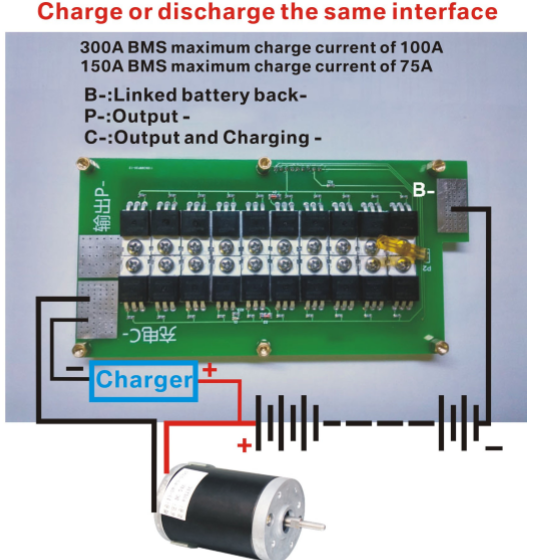 Charge or discharge the same interface
300A BMS maximum charge current of 100A
150A BMS maximum charge current of 75A
B-:Linked battery back-
P-:Output -
C-:Output and Charging -
B-
输出P-
P2
充电C-
−
Charger
+
+
−